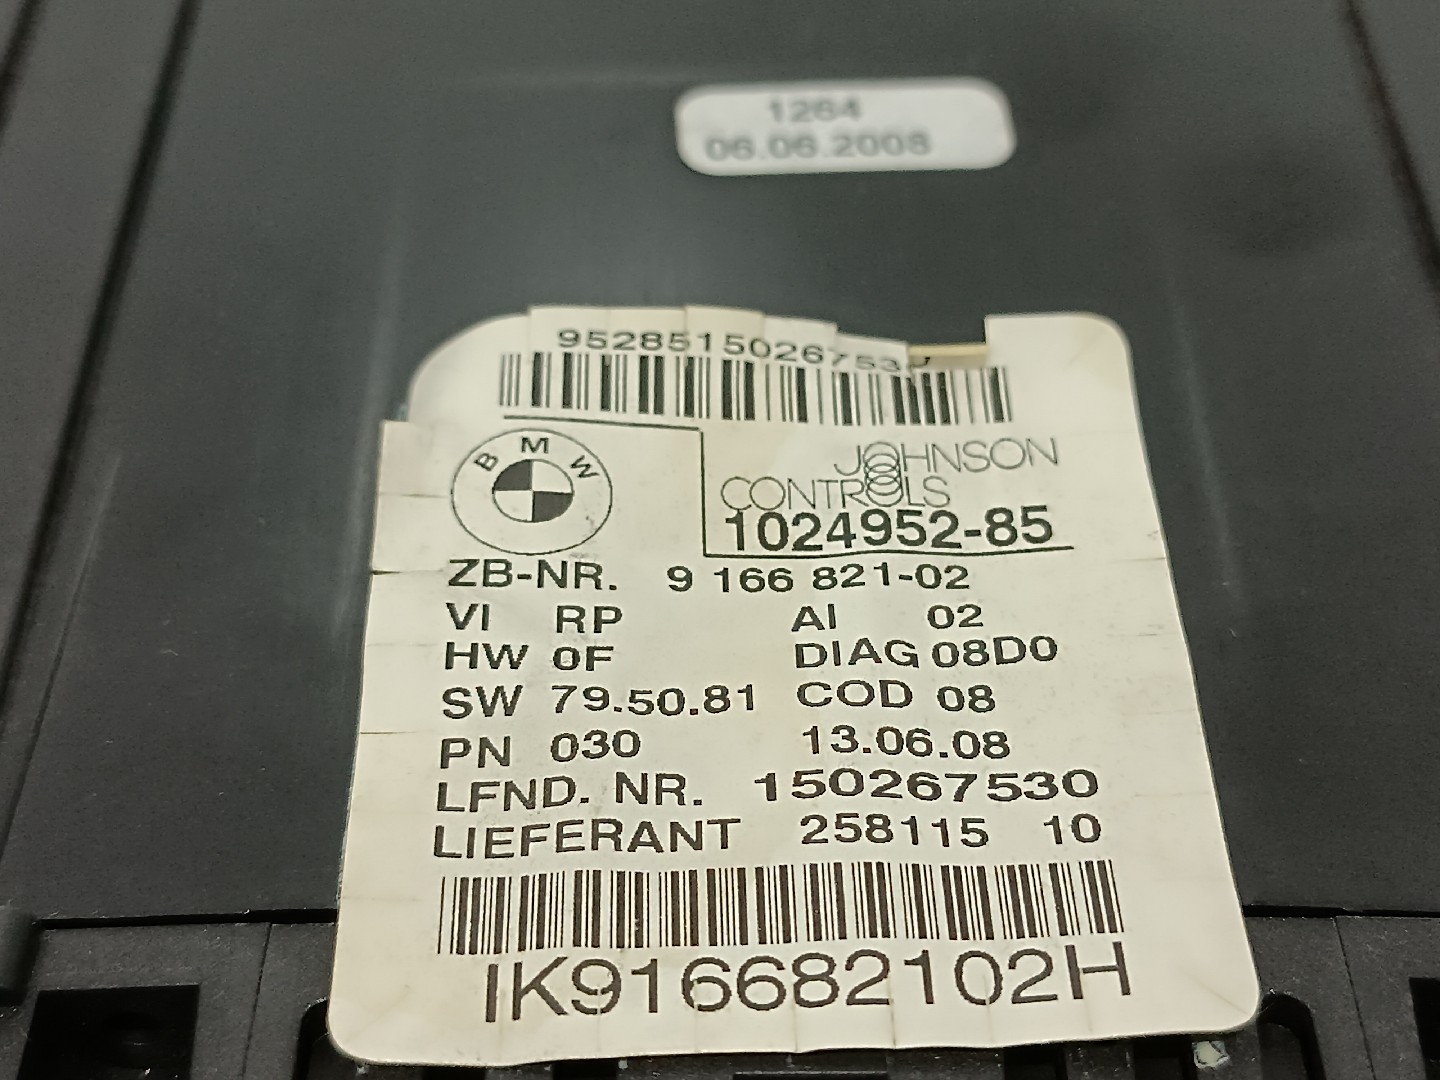 1264
06.06.2008
95285150267530
BMW
JOHNSON
CONTROLS
1024952-85
ZB-NR. 9 166 821-02
VI RP AI 02
HW 0F DIAG 08D0
SW 79.50.81 COD 08
PN 030 13.06.08
LFND. NR. 150267530
LIEFERANT 258115 10
IK916682102H